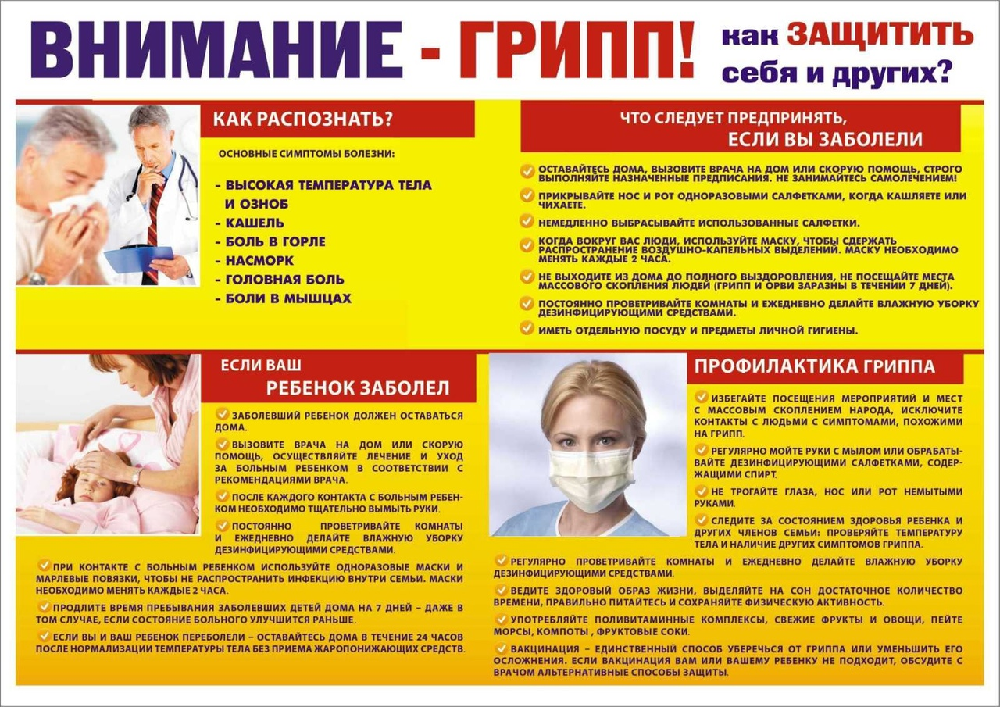 ВНИМАНИЕ - ГРИПП!
как ЗАЩИТИТЬ
себя и других?
КАК РАСПОЗНАТЬ?
ОСНОВНЫЕ СИМПТОМЫ БОЛЕЗНИ:
- ВЫСОКАЯ ТЕМПЕРАТУРА ТЕЛА
И ОЗНОБ
- КАШЕЛЬ
- БОЛЬ В ГОРЛЕ
- НАСМОРК
- ГОЛОВНАЯ БОЛЬ
- БОЛИ В МЫШЦАХ
ЧТО СЛЕДУЕТ ПРЕДПРИНЯТЬ,
ЕСЛИ ВЫ ЗАБОЛЕЛИ
ОСТАВАЙТЕСЬ ДОМА, ВЫЗОВИТЕ ВРАЧА НА ДОМ ИЛИ СКОРУЮ ПОМОЩЬ, СТРОГО
ВЫПОЛНЯЙТЕ НАЗНАЧЕННЫЕ ПРЕДПИСАНИЯ. НЕ ЗАНИМАЙТЕСЬ САМОЛЕЧЕНИЕМ!
ПРИКРЫВАЙТЕ НОС И РОТ ОДНОРАЗОВЫМИ САЛФЕТКАМИ, КОГДА КАШЛЯЕТЕ ИЛИ
ЧИХАЕТЕ.
НЕМЕДЛЕННО ВЫБРАСЫВАЙТЕ ИСПОЛЬЗОВАННЫЕ САЛФЕТКИ.
КОГДА ВОКРУГ ВАС ЛЮДИ, ИСПОЛЬЗУЙТЕ МАСКУ, ЧТОБЫ СДЕРЖАТЬ
РАСПРОСТРАНЕНИЕ ВОЗДУШНО-КАПЕЛЬНЫХ ВЫДЕЛЕНИЙ. МАСКУ НЕОБХОДИМО
МЕНЯТЬ КАЖДЫЕ 2 ЧАСА.
НЕ ВЫХОДИТЕ ИЗ ДОМА ДО ПОЛНОГО ВЫЗДОРОВЛЕНИЯ, НЕ ПОСЕЩАЙТЕ МЕСТА
МАССОВОГО СКОПЛЕНИЯ ЛЮДЕЙ (ГРИПП И ОРВИ ЗАРАЗНЫ В ТЕЧЕНИИ 7 ДНЕЙ).
ПОСТОЯННО ПРОВЕТРИВАЙТЕ КОМНАТЫ И ЕЖЕДНЕВНО ДЕЛАЙТЕ ВЛАЖНУЮ УБОРКУ
ДЕЗИНФИЦИРУЮЩИМИ СРЕДСТВАМИ.
ИМЕТЬ ОТДЕЛЬНУЮ ПОСУДУ И ПРЕДМЕТЫ ЛИЧНОЙ ГИГИЕНЫ.
ЕСЛИ ВАШ
РЕБЕНОК ЗАБОЛЕЛ
ЗАБОЛЕВШИЙ РЕБЕНОК ДОЛЖЕН ОСТАВАТЬСЯ
ДОМА.
ВЫЗОВИТЕ ВРАЧА НА ДОМ ИЛИ СКОРУЮ
ПОМОЩЬ, ОСУЩЕСТВЛЯЙТЕ ЛЕЧЕНИЕ И УХОД
ЗА БОЛЬНЫМ РЕБЕНКОМ В СООТВЕТСТВИИ С
РЕКОМЕНДАЦИЯМИ ВРАЧА.
ПОСЛЕ КАЖДОГО КОНТАКТА С БОЛЬНЫМ РЕБЕН-
КОМ НЕОБХОДИМО ТЩАТЕЛЬНО ВЫМЫТЬ РУКИ.
ПОСТОЯННО ПРОВЕТРИВАЙТЕ КОМНАТЫ
И ЕЖЕДНЕВНО ДЕЛАЙТЕ ВЛАЖНУЮ УБОРКУ
ДЕЗИНФИЦИРУЮЩИМИ СРЕДСТВАМИ.
ПРИ КОНТАКТЕ С БОЛЬНЫМ РЕБЕНКОМ ИСПОЛЬЗУЙТЕ ОДНОРАЗОВЫЕ МАСКИ И
МАРЛЕВЫЕ ПОВЯЗКИ, ЧТОБЫ НЕ РАСПРОСТРАНИТЬ ИНФЕКЦИЮ ВНУТРИ СЕМЬИ. МАСКИ
НЕОБХОДИМО МЕНЯТЬ КАЖДЫЕ 2 ЧАСА.
ПРОДЛИТЕ ВРЕМЯ ПРЕБЫВАНИЯ ЗАБОЛЕВШИХ ДЕТЕЙ ДОМА НА 7 ДНЕЙ – ДАЖЕ В
ТОМ СЛУЧАЕ, ЕСЛИ СОСТОЯНИЕ БОЛЬНОГО УЛУЧШИТСЯ РАНЬШЕ.
ЕСЛИ ВЫ И ВАШ РЕБЕНОК ПЕРЕБОЛЕЛИ – ОСТАВАЙТЕСЬ ДОМА В ТЕЧЕНИЕ 24 ЧАСОВ
ПОСЛЕ НОРМАЛИЗАЦИИ ТЕМПЕРАТУРЫ ТЕЛА БЕЗ ПРИЕМА ЖАРОПОНИЖАЮЩИХ СРЕДСТВ.
ПРОФИЛАКТИКА ГРИППА
ИЗБЕГАЙТЕ ПОСЕЩЕНИЯ МЕРОПРИЯТИЙ И МЕСТ
С МАССОВЫМ СКОПЛЕНИЕМ НАРОДА, ИСКЛЮЧИТЕ
КОНТАКТЫ С ЛЮДЬМИ С СИМПТОМАМИ, ПОХОЖИМИ
НА ГРИПП.
РЕГУЛЯРНО МОЙТЕ РУКИ С МЫЛОМ ИЛИ ОБРАБАТЫ-
ВАЙТЕ ДЕЗИНФИЦИРУЮЩИМИ САЛФЕТКАМИ, СОДЕР-
ЖАЩИМИ СПИРТ.
НЕ ТРОГАЙТЕ ГЛАЗА, НОС ИЛИ РОТ НЕМЫТЫМИ
РУКАМИ.
СЛЕДИТЕ ЗА СОСТОЯНИЕМ ЗДОРОВЬЯ РЕБЕНКА И
ДРУГИХ ЧЛЕНОВ СЕМЬИ: ПРОВЕРЯЙТЕ ТЕМПЕРАТУРУ
ТЕЛА И НАЛИЧИЕ ДРУГИХ СИМПТОМОВ ГРИППА.
РЕГУЛЯРНО ПРОВЕТРИВАЙТЕ КОМНАТЫ И ЕЖЕДНЕВНО ДЕЛАЙТЕ ВЛАЖНУЮ УБОРКУ
ДЕЗИНФИЦИРУЮЩИМИ СРЕДСТВАМИ.
ВЕДИТЕ ЗДОРОВЫЙ ОБРАЗ ЖИЗНИ, ВЫДЕЛЯЙТЕ НА СОН ДОСТАТОЧНОЕ КОЛИЧЕСТВО
ВРЕМЕНИ, ПРАВИЛЬНО ПИТАЙТЕСЬ И СОХРАНЯЙТЕ ФИЗИЧЕСКУЮ АКТИВНОСТЬ.
УПОТРЕБЛЯЙТЕ ПОЛИВИТАМИННЫЕ КОМПЛЕКСЫ, СВЕЖИЕ ФРУКТЫ И ОВОЩИ, ПЕЙТЕ
МОРСЫ, КОМПОТЫ , ФРУКТОВЫЕ СОКИ.
ВАКЦИНАЦИЯ – ЕДИНСТВЕННЫЙ СПОСОБ УБЕРЕЧЬСЯ ОТ ГРИППА ИЛИ УМЕНЬШИТЬ ЕГО
ОСЛОЖНЕНИЯ. ЕСЛИ ВАКЦИНАЦИЯ ВАМ ИЛИ ВАШЕМУ РЕБЕНКУ НЕ ПОДХОДИТ, ОБСУДИТЕ С
ВРАЧОМ АЛЬТЕРНАТИВНЫЕ СПОСОБЫ ЗАЩИТЫ.